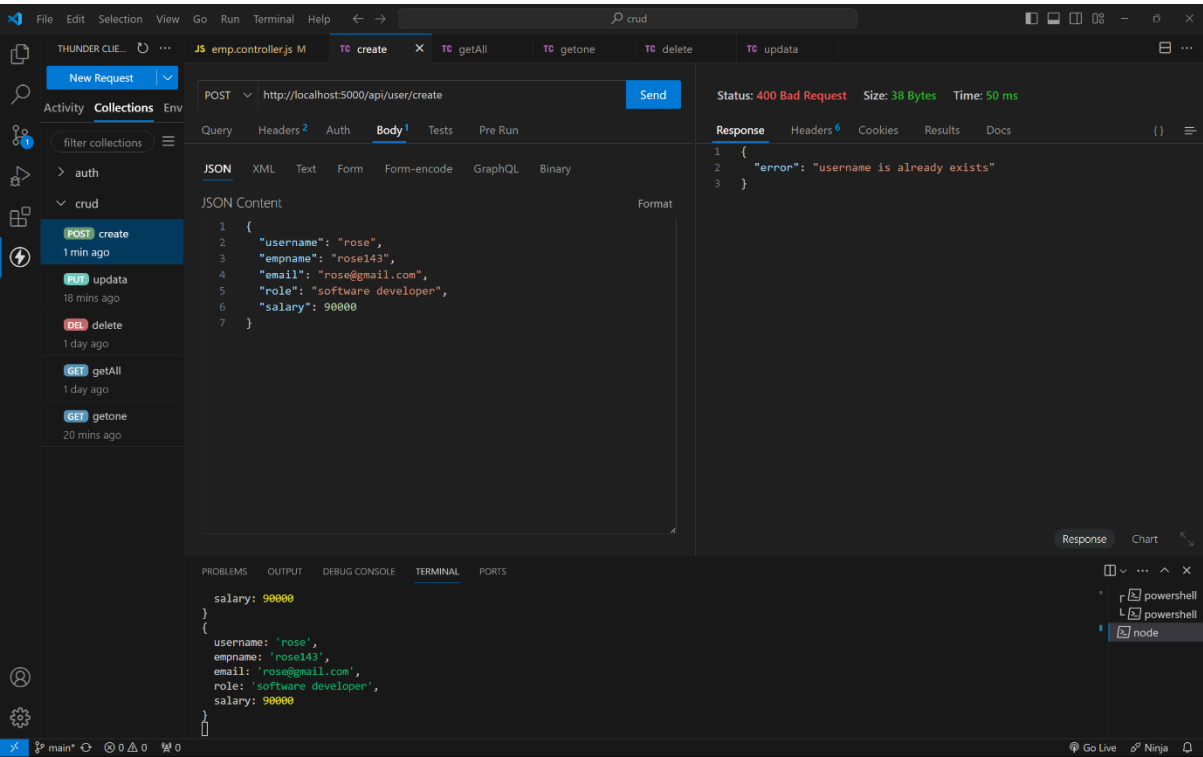 File Edit Selection View Go Run Terminal Help ← → crud
THUNDER CLIE... ···
New Request
Activity Collections Env
filter collections
auth
crud
POST create
1 min ago
PUT updata
18 mins ago
DEL delete
1 day ago
GET getAll
1 day ago
GET getone
20 mins ago
JS emp.controller.js M TC create × TC getAll TC getone TC delete TC updata ···
POST http://localhost:5000/api/user/create Send
Query Headers 2 Auth Body 1 Tests Pre Run
JSON XML Text Form Form-encode GraphQL Binary
JSON Content Format
1 {
2 "username": "rose",
3 "empname": "rose143",
4 "email": "rose@gmail.com",
5 "role": "software developer",
6 "salary": 90000
7 }
Status: 400 Bad Request Size: 38 Bytes Time: 50 ms
Response Headers 6 Cookies Results Docs { }
1 {
2 "error": "username is already exists"
3 }
Response Chart
PROBLEMS OUTPUT DEBUG CONSOLE TERMINAL PORTS
salary: 90000
}
{
username: 'rose',
empname: 'rose143',
email: 'rose@gmail.com',
role: 'software developer',
salary: 90000
}
powershell
powershell
node
1
main* 0 0 0 Go Live Ninja